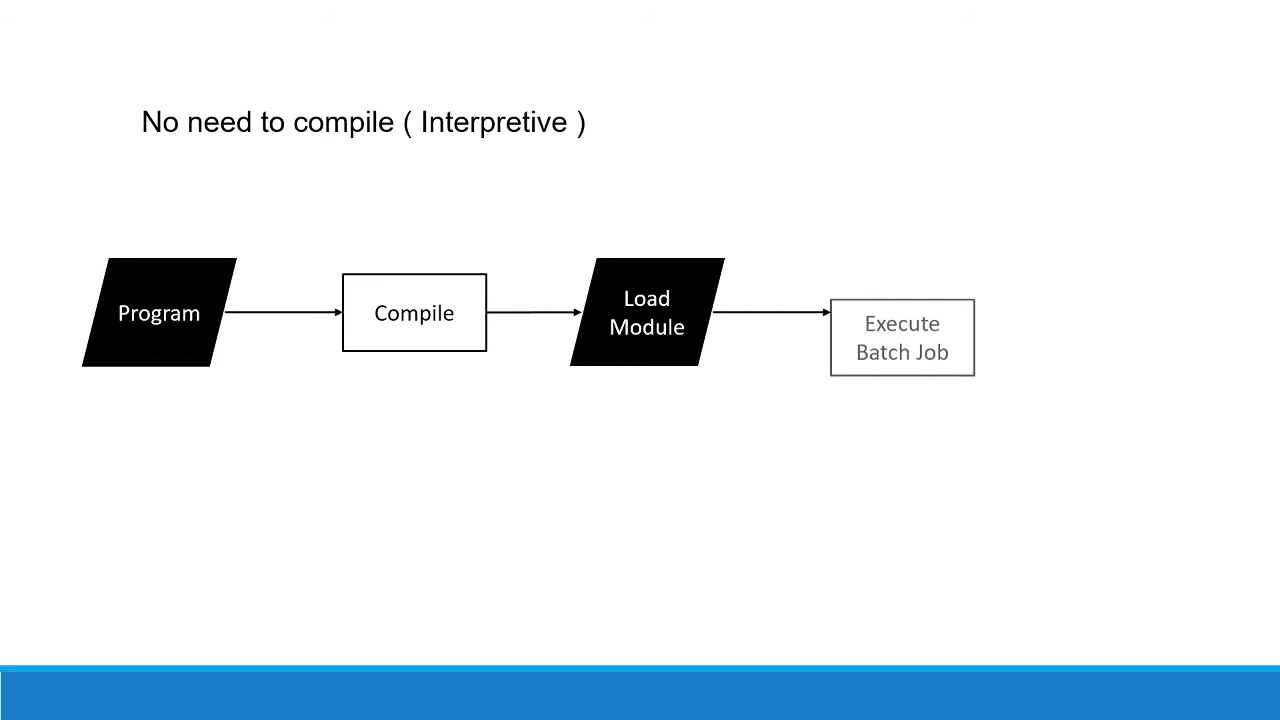 No need to compile ( Interpretive )
Program
Compile
Load
Module
Execute
Batch Job